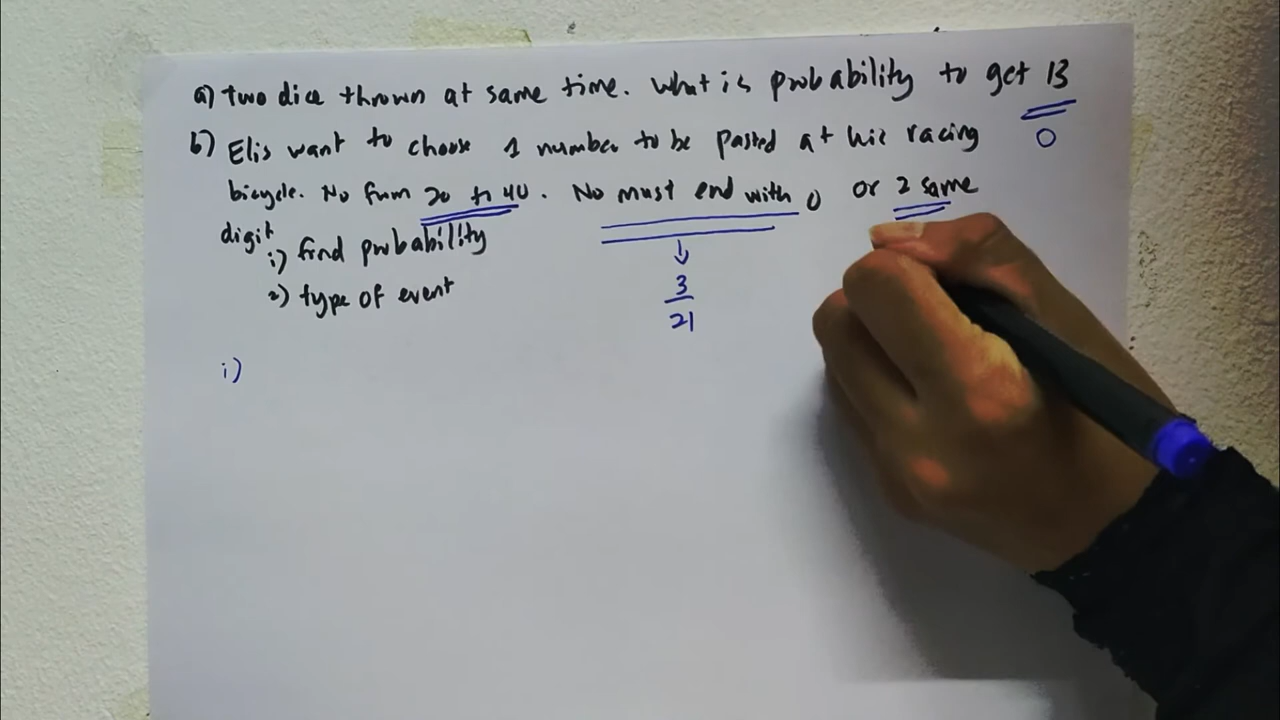 a) Two dice thrown at same time. What is probability to get 13
0
b) Elis want to choose 1 number to be pasted at his racing
bicycle. No from 20 to 40. No must end with 0 or 2 same
digit
i) find probability
2) type of event
3
21
i)